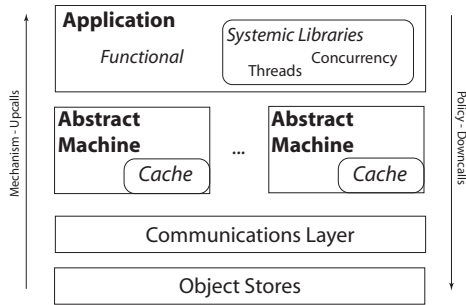 Application
Functional
Systemic Libraries
Concurrency
Threads
Mechanism - Upcalls
Policy - Downcalls
Abstract
Machine
Cache
...
Abstract
Machine
Cache
Communications Layer
Object Stores